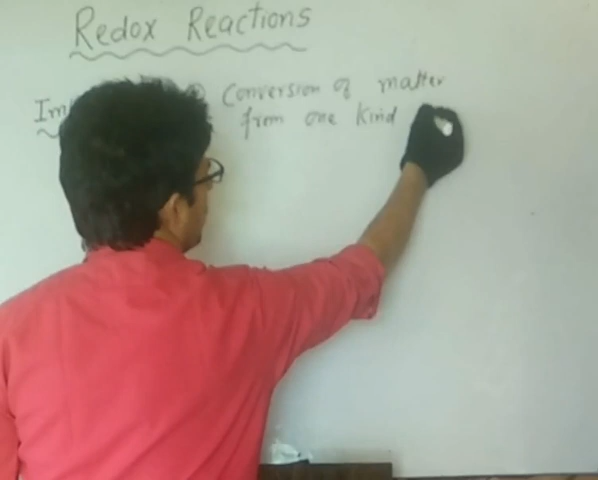 Redox Reactions
Conversion of matter
from one kind